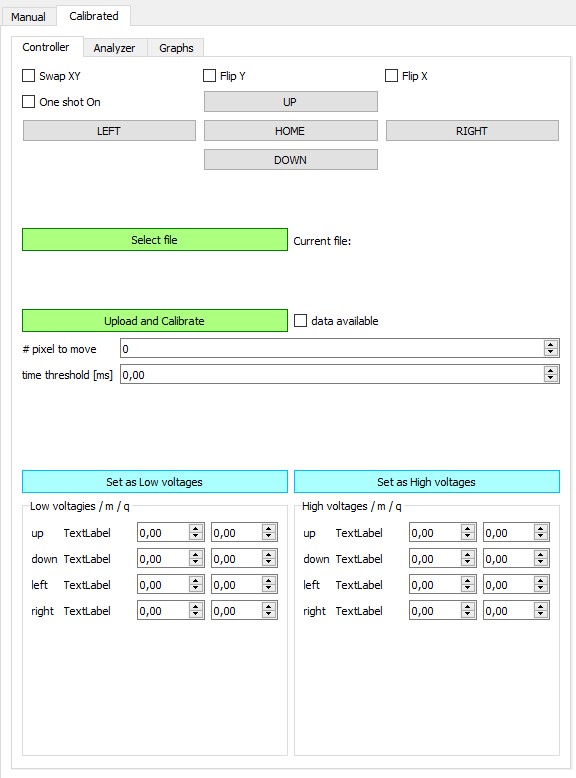 Manual Calibrated
Controller Analyzer Graphs
Swap XY Flip Y Flip X
One shot On UP
LEFT HOME RIGHT
DOWN
Select file Current file:
Upload and Calibrate data available
# pixel to move 0
time threshold [ms] 0,00
Set as Low voltages Set as High voltages
Low voltagies / m / q High voltages / m / q
up TextLabel 0,00 0,00 up TextLabel 0,00 0,00
down TextLabel 0,00 0,00 down TextLabel 0,00 0,00
left TextLabel 0,00 0,00 left TextLabel 0,00 0,00
right TextLabel 0,00 0,00 right TextLabel 0,00 0,00